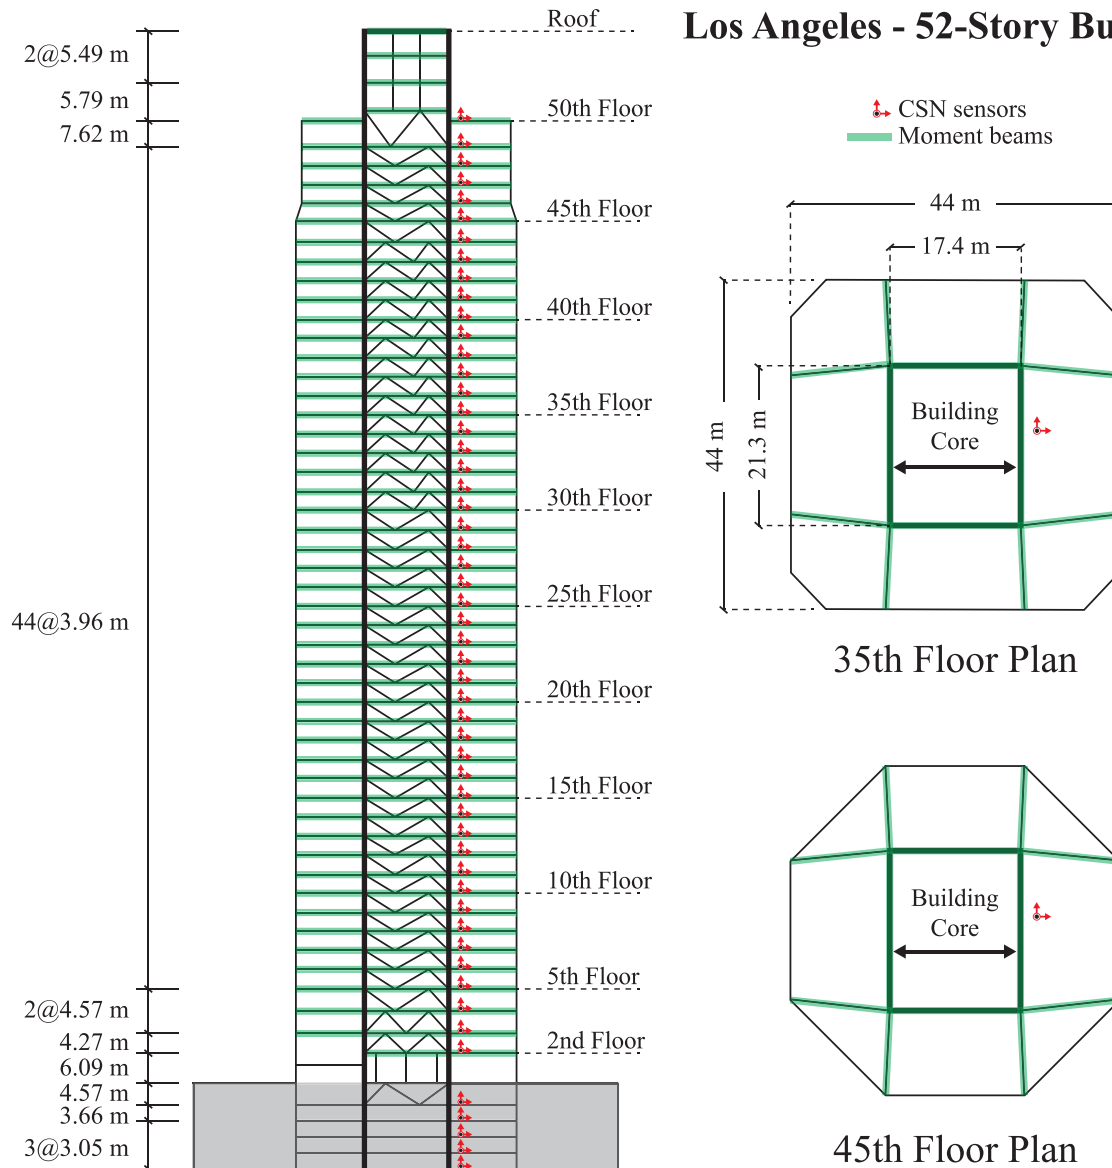 Los Angeles - 52-Story Bu
CSN sensors
Moment beams
2@5.49 m
5.79 m
7.62 m
44@3.96 m
2@4.57 m
4.27 m
6.09 m
4.57 m
3.66 m
3@3.05 m
Roof
50th Floor
45th Floor
40th Floor
35th Floor
30th Floor
25th Floor
20th Floor
15th Floor
10th Floor
5th Floor
2nd Floor
44 m
17.4 m
44 m
21.3 m
Building
Core
35th Floor Plan
Building
Core
45th Floor Plan